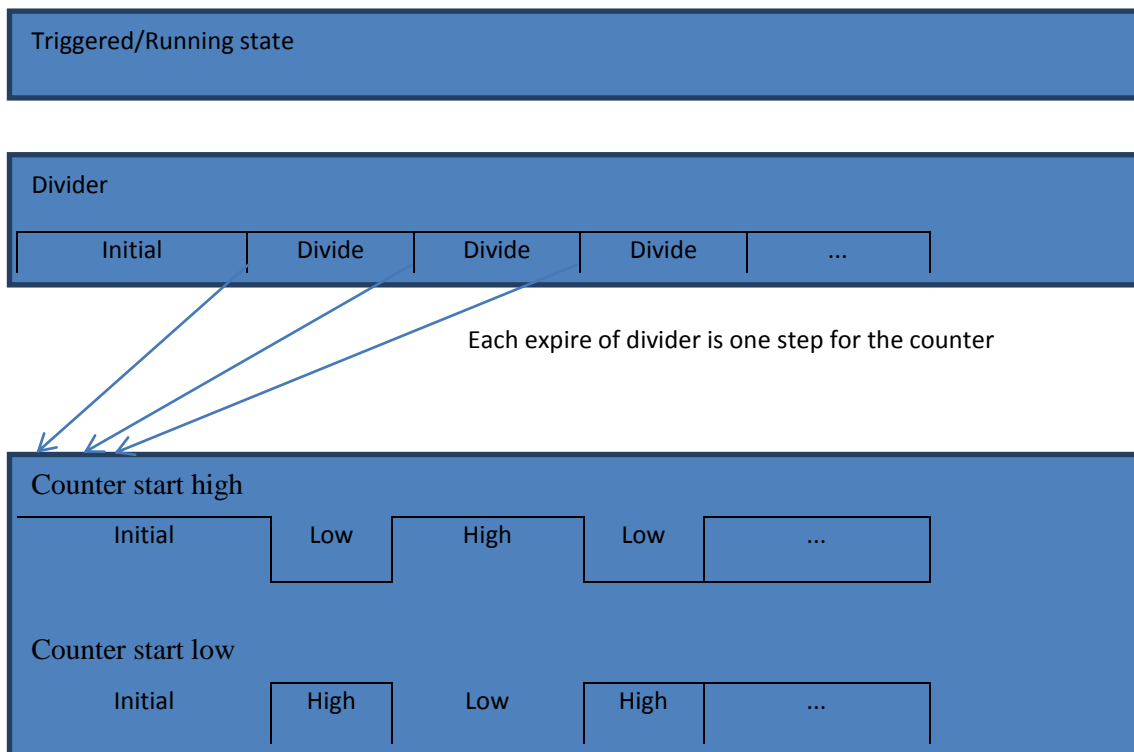 Triggered/Running state
Divider
Initial Divide Divide Divide ...
Each expire of divider is one step for the counter
Counter start high
Initial Low High Low ...
Counter start low
Initial High Low High ...